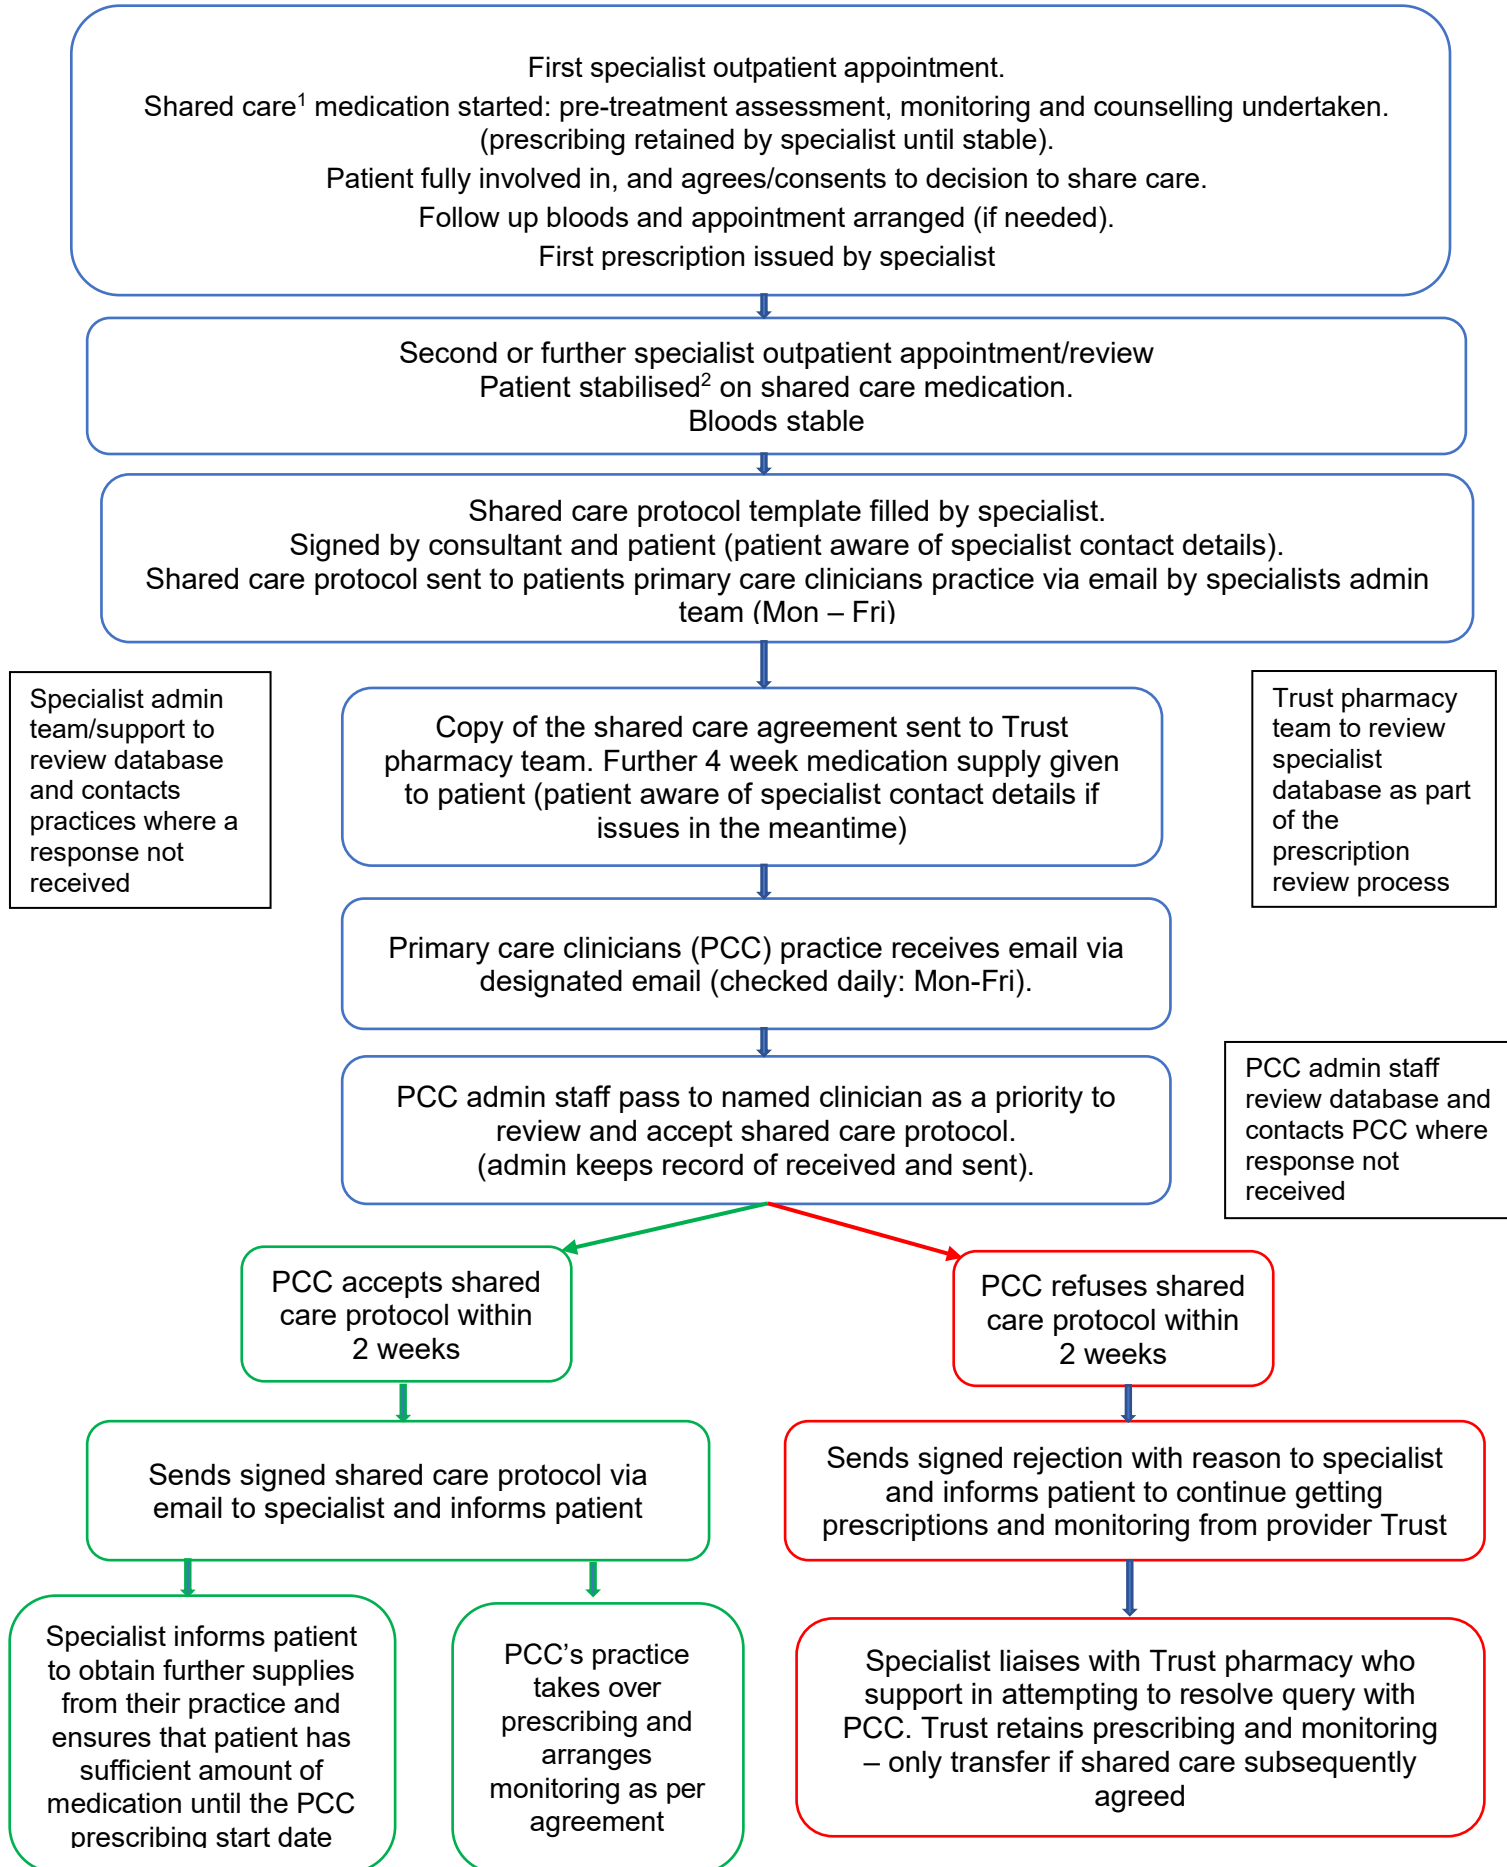 First specialist outpatient appointment.
Shared care¹ medication started: pre-treatment assessment, monitoring and counselling undertaken.
(prescribing retained by specialist until stable).
Patient fully involved in, and agrees/consents to decision to share care.
Follow up bloods and appointment arranged (if needed).
First prescription issued by specialist
Second or further specialist outpatient appointment/review
Patient stabilised² on shared care medication.
Bloods stable
Shared care protocol template filled by specialist.
Signed by consultant and patient (patient aware of specialist contact details).
Shared care protocol sent to patients primary care clinicians practice via email by specialists admin
team (Mon – Fri)
Specialist admin
team/support to
review database
and contacts
practices where a
response not
received
Copy of the shared care agreement sent to Trust
pharmacy team. Further 4 week medication supply given
to patient (patient aware of specialist contact details if
issues in the meantime)
Trust pharmacy
team to review
specialist
database as part
of the
prescription
review process
Primary care clinicians (PCC) practice receives email via
designated email (checked daily: Mon-Fri).
PCC admin staff pass to named clinician as a priority to
review and accept shared care protocol.
(admin keeps record of received and sent).
PCC admin staff
review database and
contacts PCC where
response not
received
PCC accepts shared
care protocol within
2 weeks
PCC refuses shared
care protocol within
2 weeks
Sends signed shared care protocol via
email to specialist and informs patient
Sends signed rejection with reason to specialist
and informs patient to continue getting
prescriptions and monitoring from provider Trust
Specialist informs patient
to obtain further supplies
from their practice and
ensures that patient has
sufficient amount of
medication until the PCC
prescribing start date
PCC’s practice
takes over
prescribing and
arranges
monitoring as per
agreement
Specialist liaises with Trust pharmacy who
support in attempting to resolve query with
PCC. Trust retains prescribing and monitoring
– only transfer if shared care subsequently
agreed